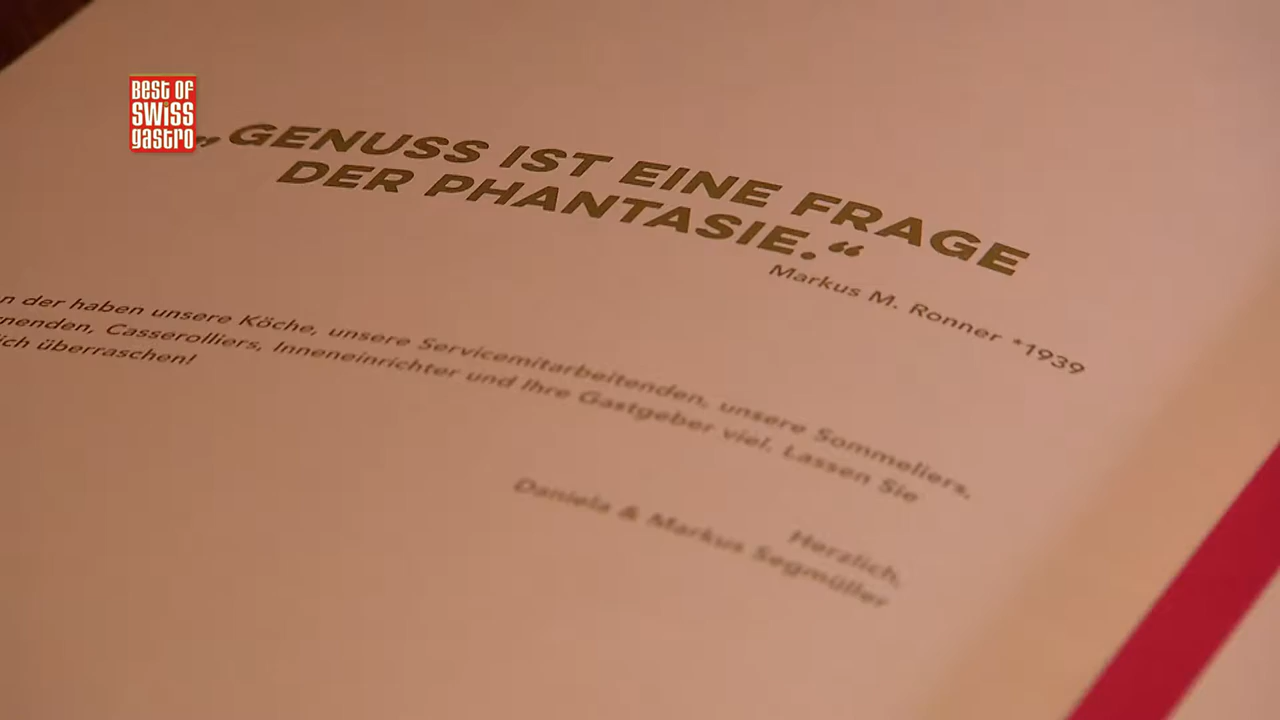 BEST OF
SWiSS
gastro
„GENUSS IST EINE FRAGE
DER PHANTASIE.“
Markus M. Ronner *1939
n der haben unsere Köche, unsere Servicemitarbeitenden, unsere Sommeliers,
nenden, Casserolliers, Inneneinrichter und Ihre Gastgeber viel. Lassen Sie
ich überraschen!
Herzlich,
Daniela & Markus Segmüller